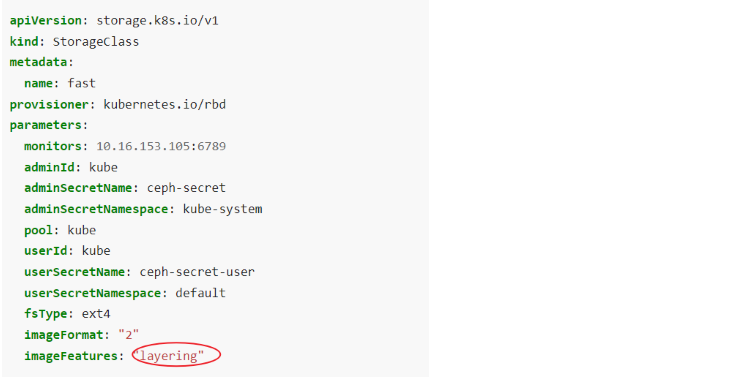 apiVersion: storage.k8s.io/v1
kind: StorageClass
metadata:
  name: fast
provisioner: kubernetes.io/rbd
parameters:
  monitors: 10.16.153.105:6789
  adminId: kube
  adminSecretName: ceph-secret
  adminSecretNamespace: kube-system
  pool: kube
  userId: kube
  userSecretName: ceph-secret-user
  userSecretNamespace: default
  fsType: ext4
  imageFormat: "2"
  imageFeatures: "layering"